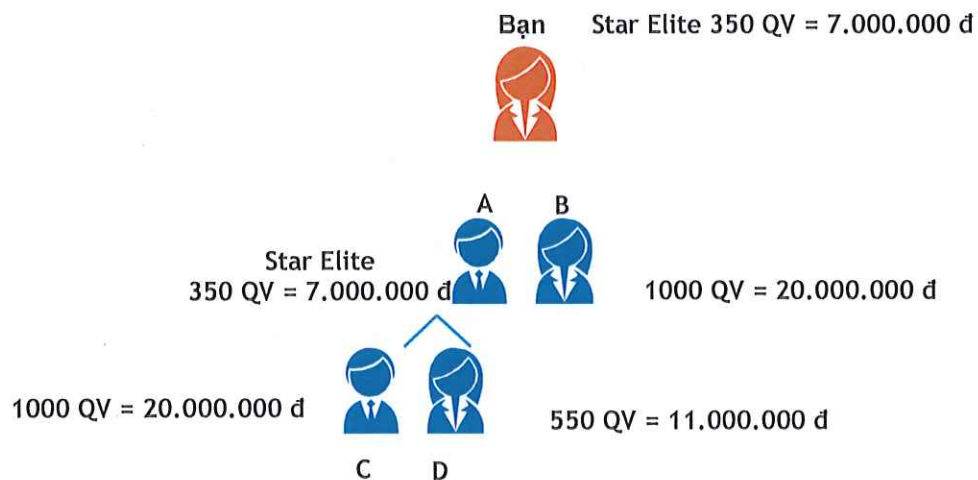 Bạn
Star Elite 350 QV = 7.000.000 đ
A
B
Star Elite
350 QV = 7.000.000 đ
1000 QV = 20.000.000 đ
1000 QV = 20.000.000 đ
550 QV = 11.000.000 đ
C
D